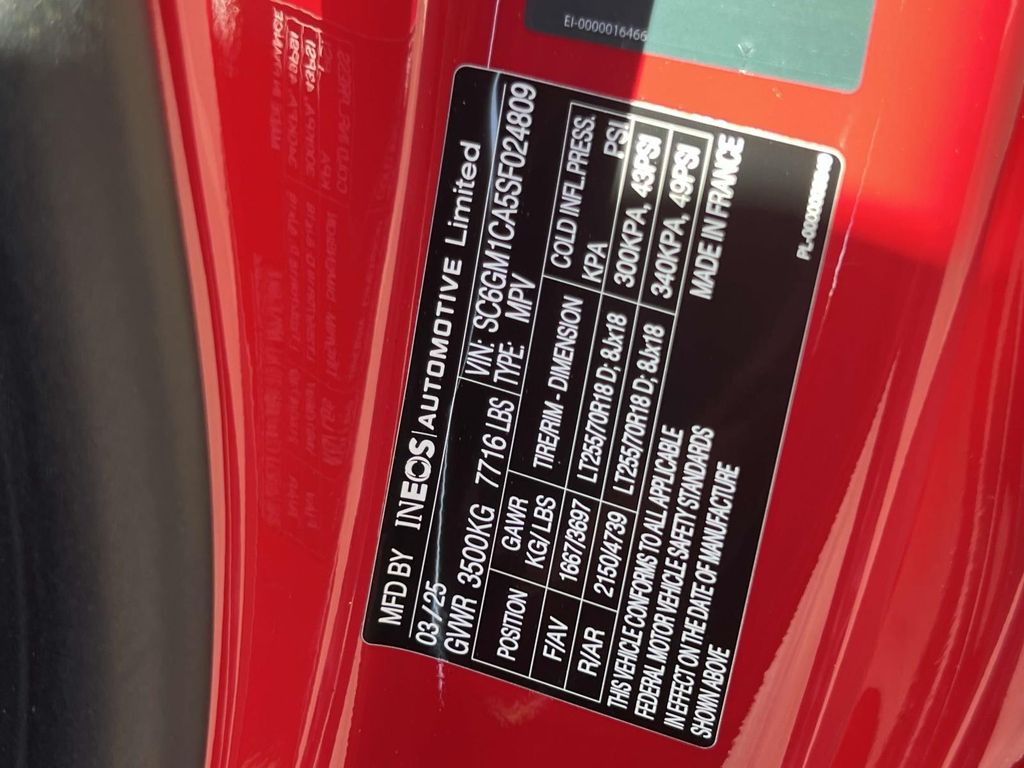 EI-0000016466
MFD BY INEOS | AUTOMOTIVE Limited
03 / 25 VIN: SC6GM1CA5SF024809
GVWR 3500KG 7716 LBS TYPE: MPV
POSITION GAWR KG/LBS TIRE/RIM - DIMENSION COLD INFL.PRESS. KPA PSI
F/AV 1667/3697 LT255/70R18 D; 8Jx18 300KPA, 43PSI
R/AR 2150/4739 LT255/70R18 D; 8Jx18 340KPA, 49PSI
THIS VEHICLE CONFORMS TO ALL APPLICABLE
FEDERAL MOTOR VEHICLE SAFETY STANDARDS
IN EFFECT ON THE DATE OF MANUFACTURE
SHOWN ABOVE
MADE IN FRANCE